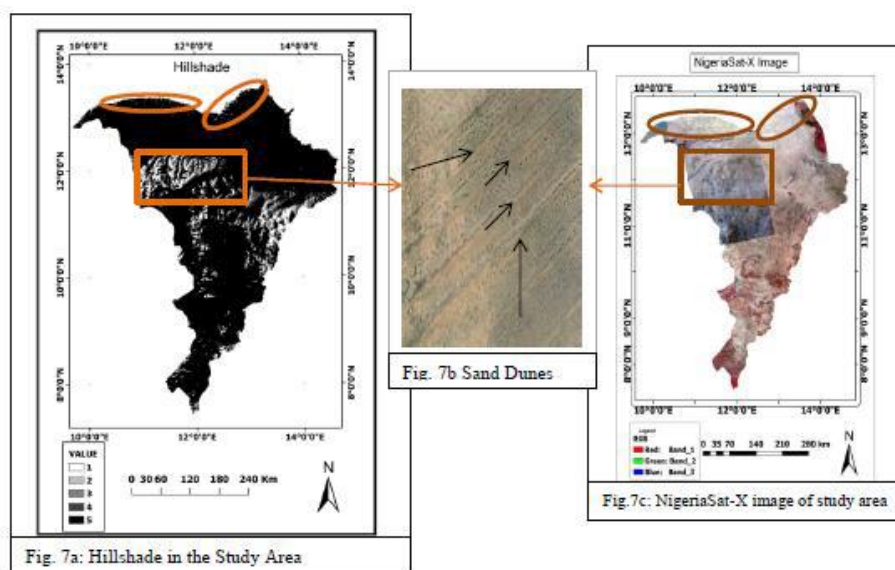 10°0'0"E 12°0'0"E 14°0'0"E
Hillshade
14°0'0"N
12°0'0"N
10°0'0"N
8°0'0"N
14°0'0"N
12°0'0"N
10°0'0"N
8°0'0"N
10°0'0"E 12°0'0"E 14°0'0"E
VALUE
1
2
3
4
5
0 30 60 120 180 240 Km
N
Fig. 7a: Hillshade in the Study Area
Fig. 7b Sand Dunes
NigeriaSat-X Image
10°0'0"E 12°0'0"E 14°0'0"E
11°0'0"N
9°0'0"N
8°0'0"N
13°0'0"N
11°0'0"N
8°0'0"N
10°0'0"E 12°0'0"E 14°0'0"E
Legend
RGB
Red: Band_1
Green: Band_2
Blue: Band_3
0 35 70 140 210 280 km
N
Fig.7c: NigeriaSat-X image of study area